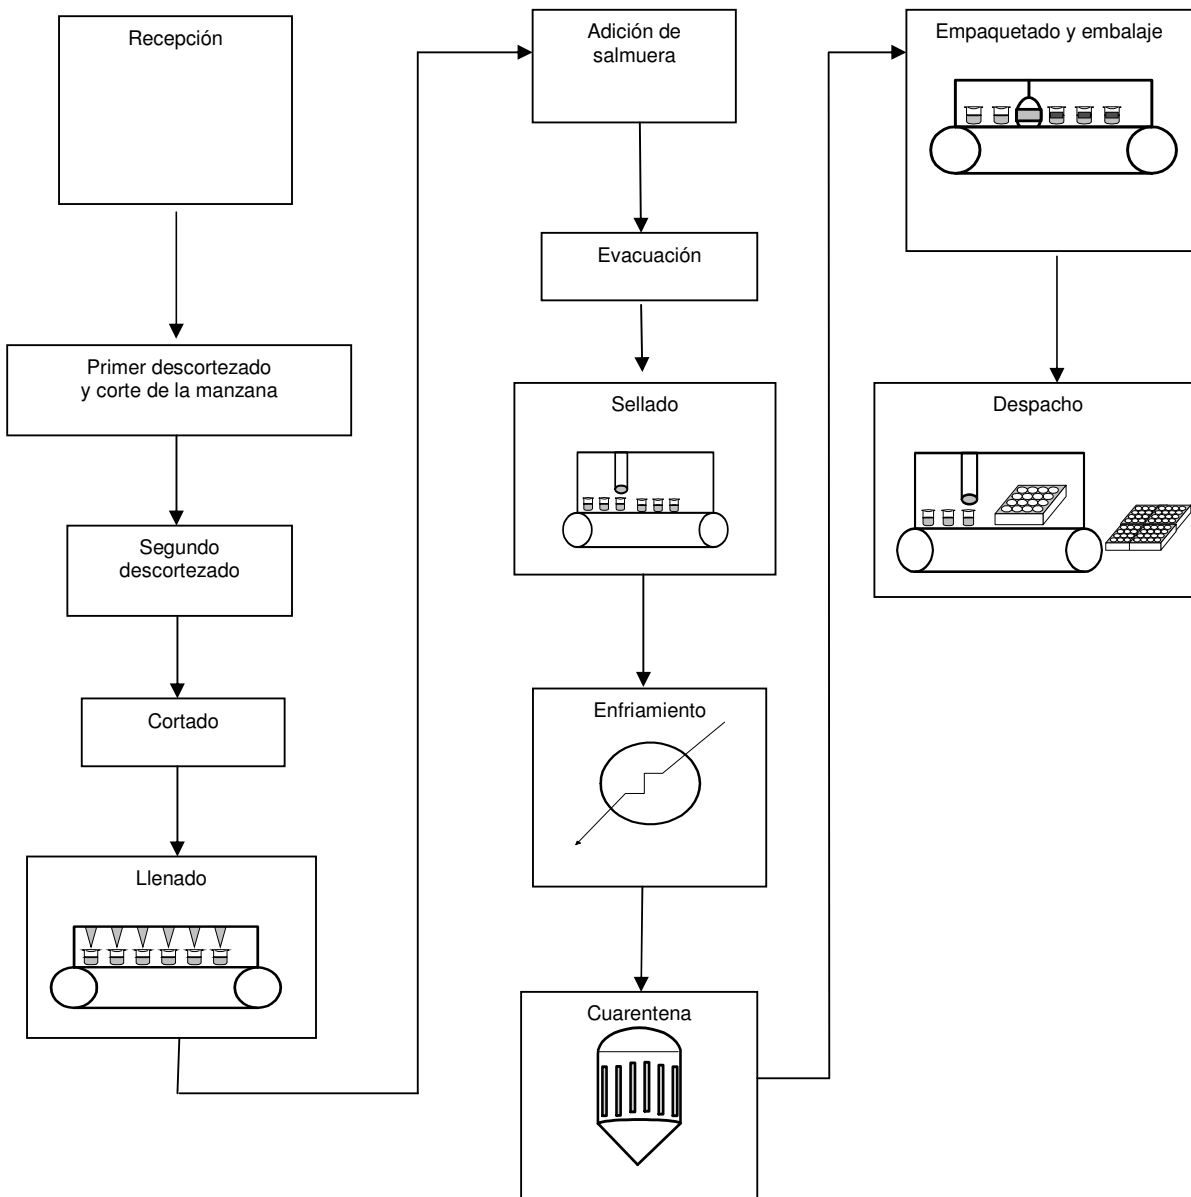 Recepción
Primer descortezado
y corte de la manzana
Segundo
descortezado
Cortado
Llenado
Adición de
salmuera
Evacuación
Sellado
Enfriamiento
Cuarentena
Empaquetado y embalaje
Despacho